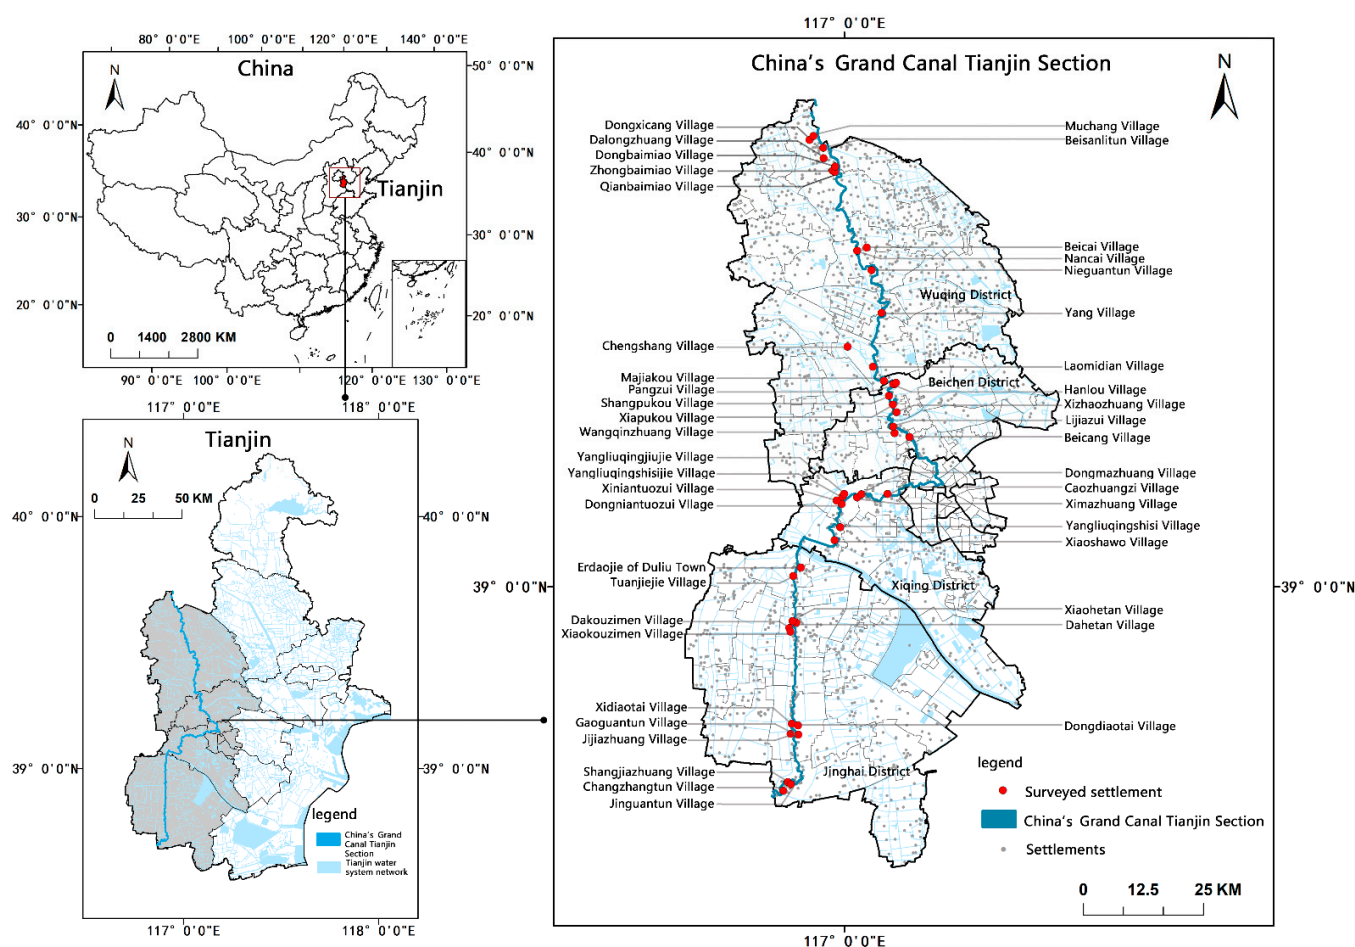 80° 0'0"E
100° 0'0"E
120° 0'0"E
140° 0'0"E
N
China
50° 0'0"N
40° 0'0"N
40° 0'0"N
Tianjin
30° 0'0"N
30° 0'0"N
20° 0'0"N
20° 0'0"N
0 1400 2800 KM
90° 0'0"E
100° 0'0"E
120° 0'0"E
130° 0'0"E
117° 0'0"E
118° 0'0"E
N
Tianjin
0 25 50 KM
40° 0'0"N
40° 0'0"N
39° 0'0"N
39° 0'0"N
legend
China's Grand
Canal Tianjin
Section
Tianjin water
system network
117° 0'0"E
118° 0'0"E
117° 0'0"E
China's Grand Canal Tianjin Section
N
Dongxicang Village
Dalongzhuang Village
Dongbaimiao Village
Zhongbaimiao Village
Qianbaimiao Village
Muchang Village
Beisanlitun Village
Beicai Village
Nancai Village
Nieguantun Village
Wuqing District
Yang Village
Chengshang Village
Laomidian Village
Majiakou Village
Pangzui Village
Shangpukou Village
Xiapukou Village
Wangqinzhuang Village
Beichen District
Hanlou Village
Xizhaozhuang Village
Lijiazui Village
Beicang Village
Yangliuqingjiujie Village
Yangliuqingshisijie Village
Xiniantuozui Village
Dongniantuozui Village
Dongmazhuang Village
Caozhuangzi Village
Ximazhuang Village
Yangliuqingshisi Village
Xiaoshawo Village
Erdaojie of Duliu Town
Tuanjiejie Village
Xiqing District
39° 0'0"N
39° 0'0"N
Dakouzimen Village
Xiaokouzimen Village
Xiaohetan Village
Dahetan Village
Xidiaotai Village
Gaoguantun Village
Jijiazhuang Village
Dongdiaotai Village
Shangjiazhuang Village
Changzhangtun Village
Jinguantun Village
Jinghai District
legend
Surveyed settlement
China's Grand Canal Tianjin Section
Settlements
0 12.5 25 KM
117° 0'0"E